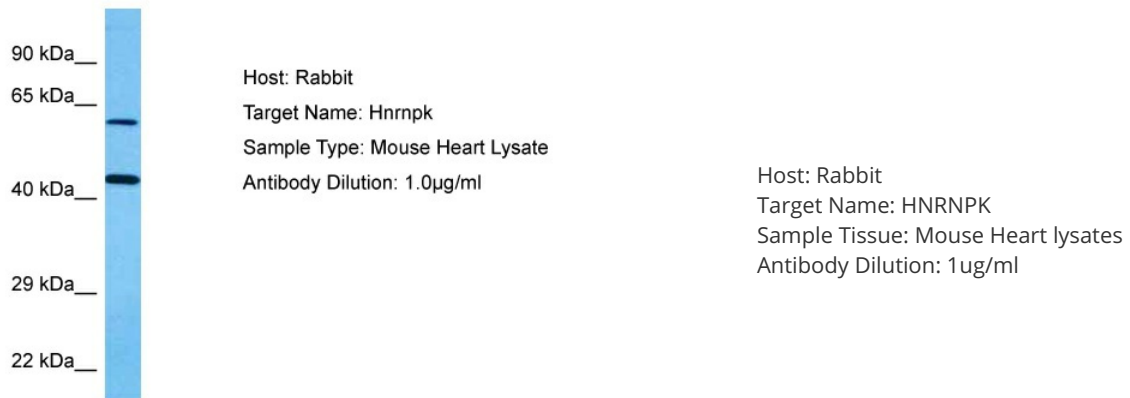 90 kDa__
65 kDa__
40 kDa__
29 kDa__
22 kDa__
Host: Rabbit
Target Name: Hnrnpk
Sample Type: Mouse Heart Lysate
Antibody Dilution: 1.0µg/ml
Host: Rabbit
Target Name: HNRNPK
Sample Tissue: Mouse Heart lysates
Antibody Dilution: 1ug/ml